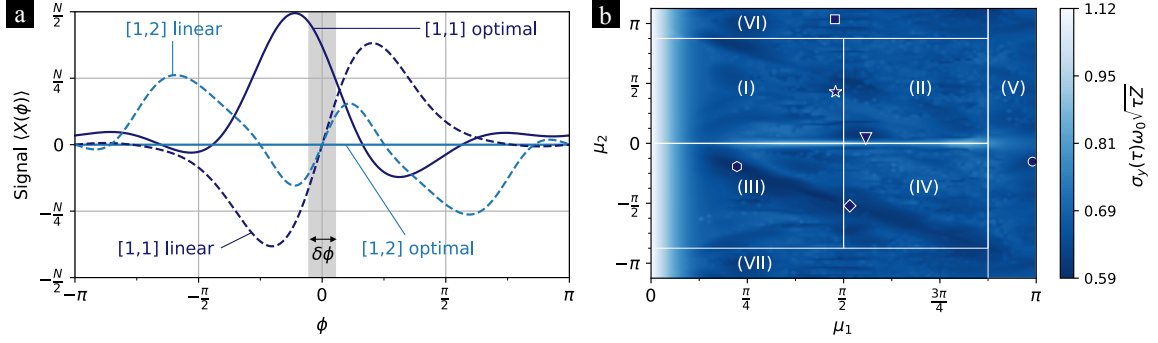 a
Signal ⟨X(ϕ)⟩
N/2
N/4
0
−N/4
−N/2
[1,2] linear
[1,1] optimal
[1,1] linear
[1,2] optimal
δϕ
−π
−π/2
0
π/2
π
ϕ
b
μ₂
π
π/2
0
−π/2
−π
(VI)
(I)
(II)
(V)
(III)
(IV)
(VII)
0
π/4
π/2
3π/4
π
μ₁
1.12
0.95
0.81
0.69
0.59
σy(τ)ω₀√τZ